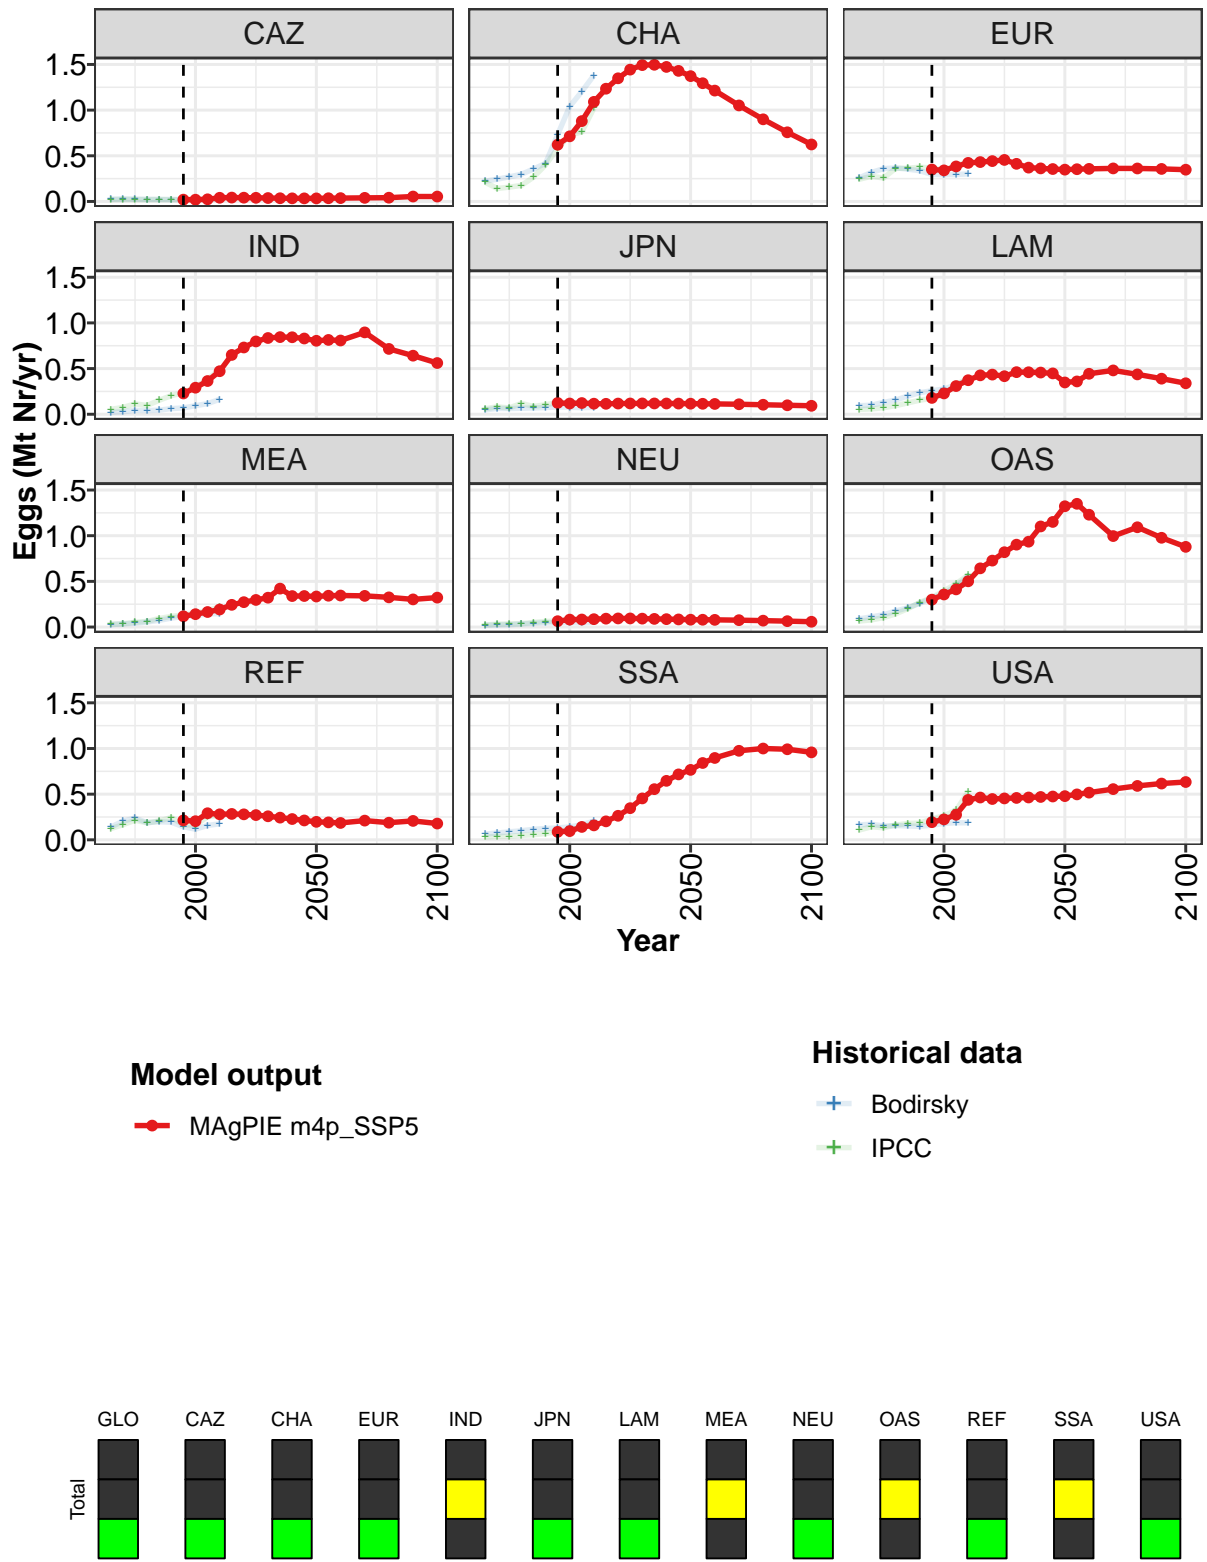 CAZ CHA EUR
1.5
1.0
0.5
0.0
IND JPN LAM
1.5
1.0
0.5
0.0
MEA NEU OAS
1.5
1.0
0.5
0.0
REF SSA USA
1.5
1.0
0.5
0.0
Eggs (Mt Nr/yr)
2000 2050 2100 2000 2050 2100 2000 2050 2100
Year
Model output
MAgPIE m4p_SSP5
Historical data
Bodirsky
IPCC
GLO CAZ CHA EUR IND JPN LAM MEA NEU OAS REF SSA USA
Total